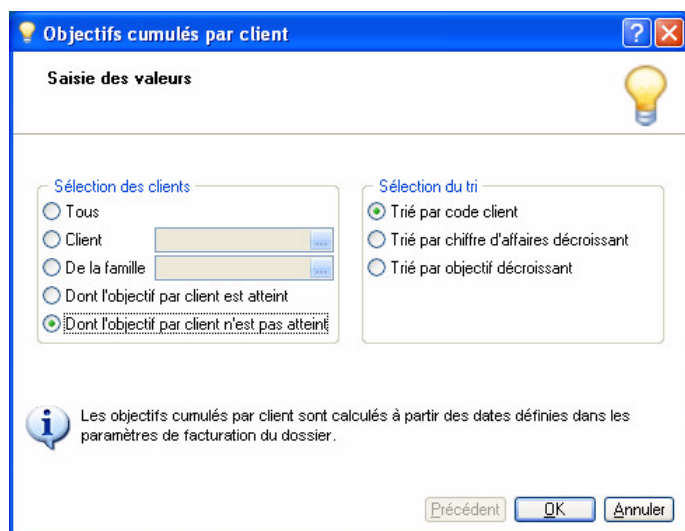 Objectifs cumulés par client
Saisie des valeurs
Sélection des clients
Tous
Client
De la famille
Dont l'objectif par client est atteint
Dont l'objectif par client n'est pas atteint
Sélection du tri
Trié par code client
Trié par chiffre d'affaires décroissant
Trié par objectif décroissant
Les objectifs cumulés par client sont calculés à partir des dates définies dans les
paramètres de facturation du dossier.
Précédent OK Annuler